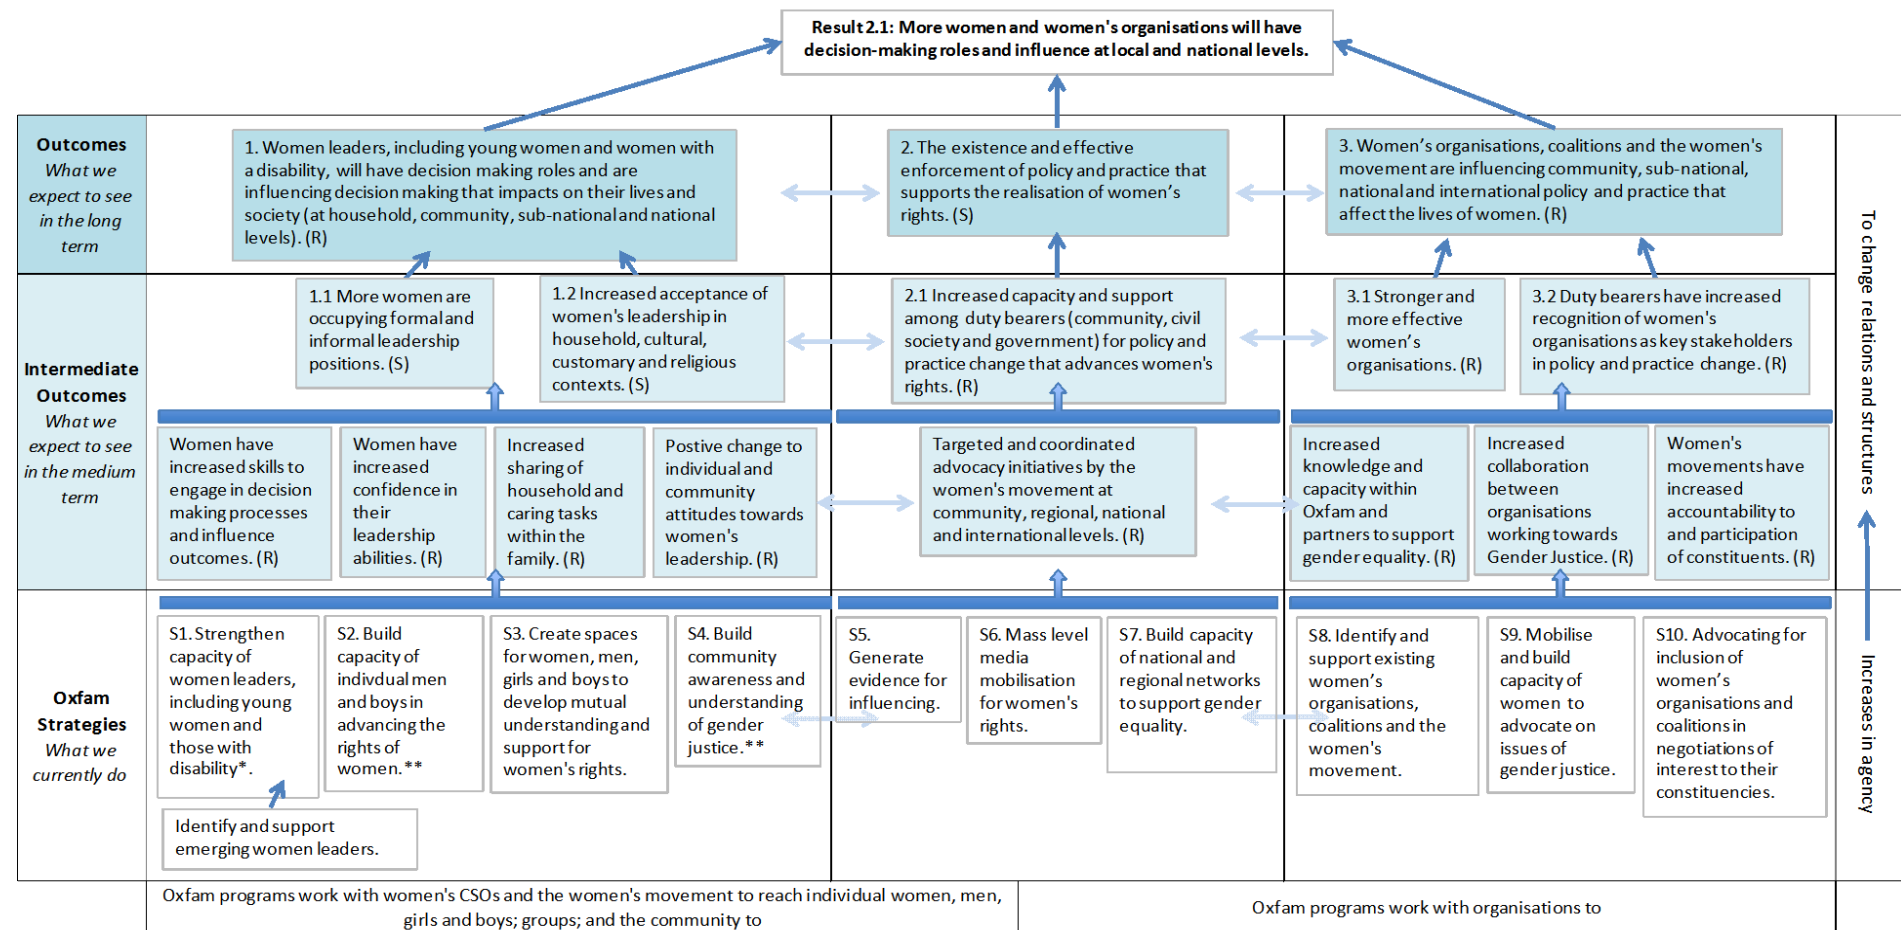 Result 2.1: More women and women's organisations will have
decision-making roles and influence at local and national levels.
Outcomes
What we
expect to see
in the long
term
1. Women leaders, including young women and women with
a disability, will have decision making roles and are
influencing decision making that impacts on their lives and
society (at household, community, sub-national and national
levels). (R)
2. The existence and effective
enforcement of policy and practice that
supports the realisation of women’s
rights. (S)
3. Women’s organisations, coalitions and the women's
movement are influencing community, sub-national,
national and international policy and practice that
affect the lives of women. (R)
Intermediate
Outcomes
What we
expect to see
in the medium
term
1.1 More women are
occupying formal and
informal leadership
positions. (S)
1.2 Increased acceptance of
women's leadership in
household, cultural,
customary and religious
contexts. (S)
2.1 Increased capacity and support
among duty bearers (community, civil
society and government) for policy and
practice change that advances women's
rights. (R)
3.1 Stronger and
more effective
women’s
organisations. (R)
3.2 Duty bearers have increased
recognition of women's
organisations as key stakeholders
in policy and practice change. (R)
Women have
increased skills to
engage in decision
making processes
and influence
outcomes. (R)
Women have
increased
confidence in
their
leadership
abilities. (R)
Increased
sharing of
household and
caring tasks
within the
family. (R)
Postive change to
individual and
community
attitudes towards
women's
leadership. (R)
Targeted and coordinated
advocacy initiatives by the
women's movement at
community, regional, national
and international levels. (R)
Increased
knowledge and
capacity within
Oxfam and
partners to support
gender equality. (R)
Increased
collaboration
between
organisations
working towards
Gender Justice. (R)
Women's
movements have
increased
accountability to
and participation
of constituents. (R)
Oxfam
Strategies
What we
currently do
S1. Strengthen
capacity of
women leaders,
including young
women and
those with
disability*.
Identify and support
emerging women leaders.
S2. Build
capacity of
indivdual men
and boys in
advancing the
rights of
women.**
S3. Create spaces
for women, men,
girls and boys to
develop mutual
understanding and
support for
women's rights.
S4. Build
community
awareness and
understanding
of gender
justice.**
S5.
Generate
evidence for
influencing.
S6. Mass level
media
mobilisation
for women's
rights.
S7. Build capacity
of national and
regional networks
to support gender
equality.
S8. Identify and
support existing
women’s
organisations,
coalitions and the
women's
movement.
S9. Mobilise
and build
capacity of
women to
advocate on
issues of
gender justice.
S10. Advocating for
inclusion of
women’s
organisations and
coalitions in
negotiations of
interest to their
constituencies.
To change relations and structures
Increases in agency
Oxfam programs work with women's CSOs and the women's movement to reach individual women, men,
girls and boys; groups; and the community to
Oxfam programs work with organisations to